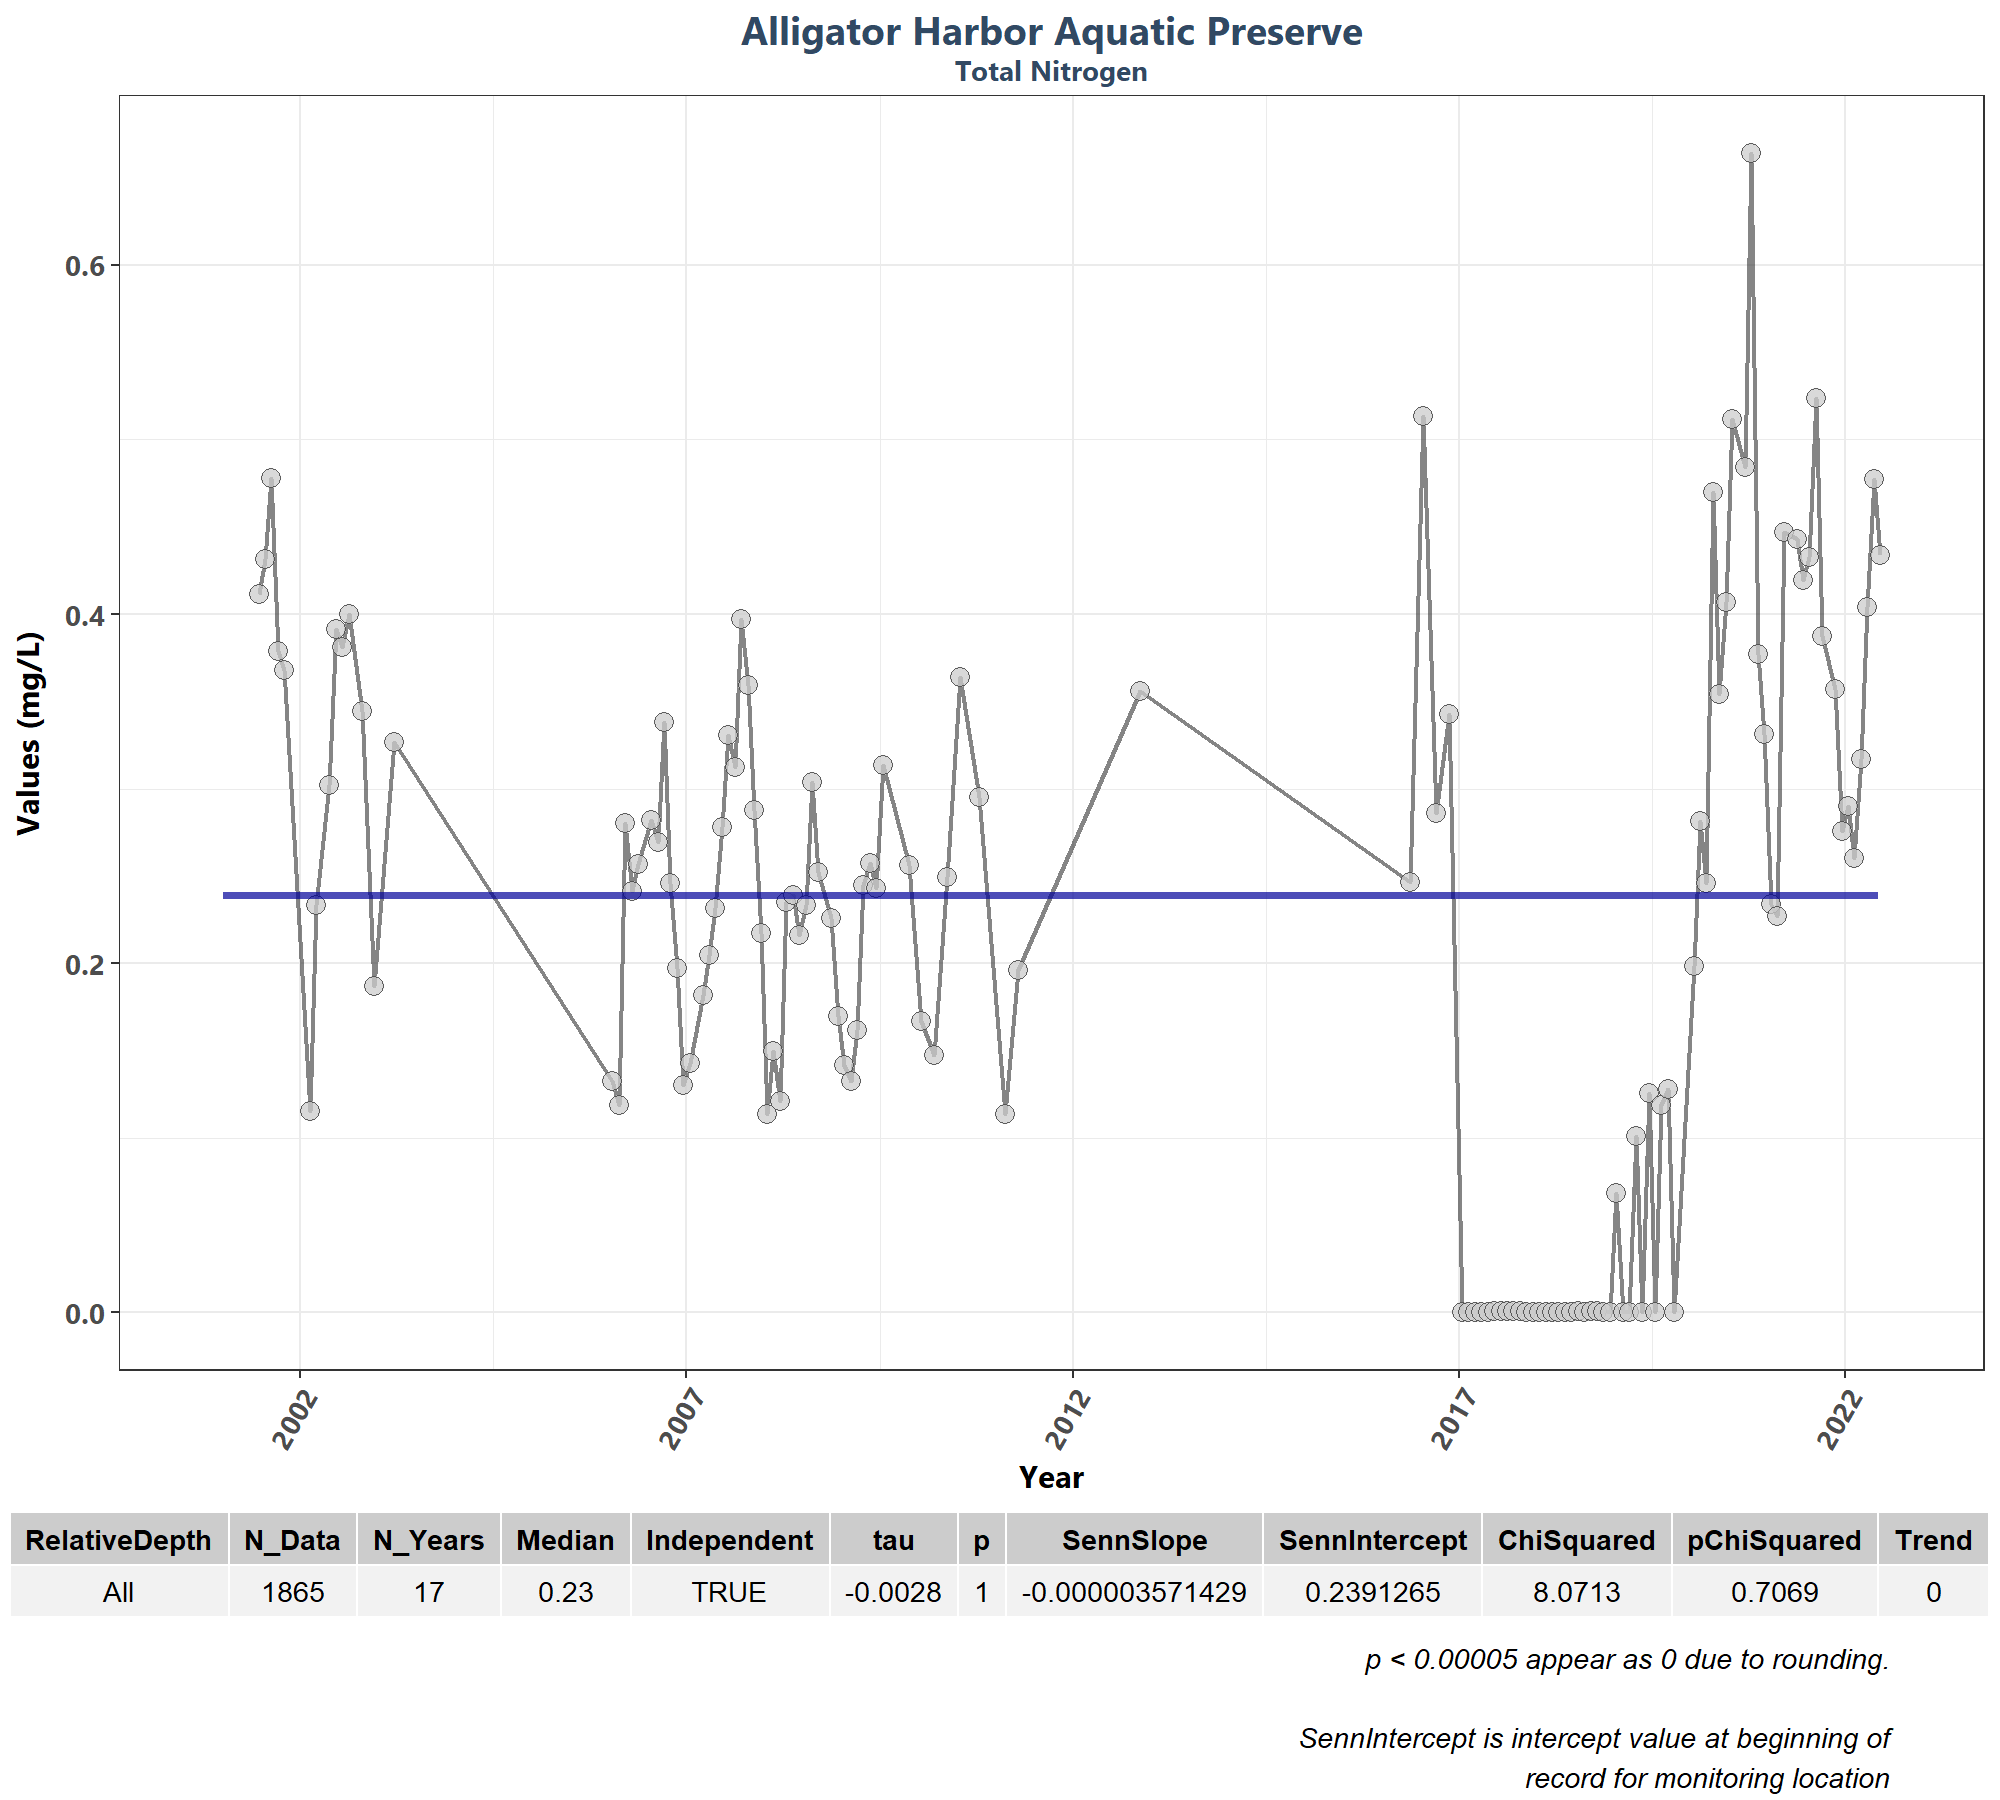 Alligator Harbor Aquatic Preserve
Total Nitrogen
Values (mg/L)
0.6
0.4
0.2
0.0
2002
2007
2012
2017
2022
Year
RelativeDepth N_Data N_Years Median Independent tau p SennSlope SennIntercept ChiSquared pChiSquared Trend
All 1865 17 0.23 TRUE -0.0028 1 -0.000003571429 0.2391265 8.0713 0.7069 0
p < 0.00005 appear as 0 due to rounding.
SennIntercept is intercept value at beginning of
record for monitoring location